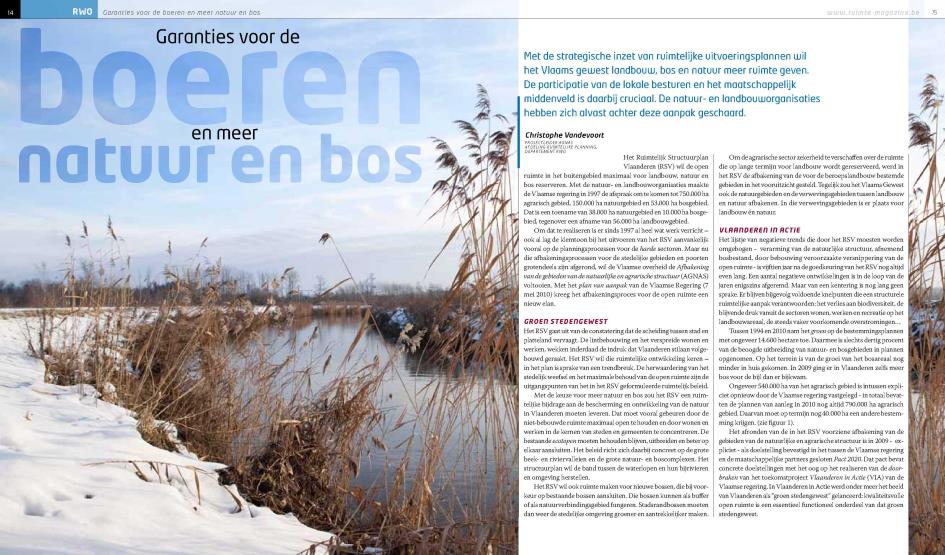 14
RWO
Garanties voor de boeren en meer natuur en bos
www.ruimte-magazine.be
15
Garanties voor de
boeren
en meer
natuur en bos
Met de strategische inzet van ruimtelijke uitvoeringsplannen wil
het Vlaams gewest landbouw, bos en natuur meer ruimte geven.
De participatie van de lokale besturen en het maatschappelijk
middenveld is daarbij cruciaal. De natuur- en landbouworganisaties
hebben zich alvast achter deze aanpak geschaard.
Christophe Vandevoort
PROJECTLEIDER AGNAS
AFDELING RUIMTELIJKE PLANNING,
DEPARTEMENT RWO
Het Ruimtelijk Structuurplan
Vlaanderen (RSV) wil de open
ruimte in het buitengebied maximaal voor landbouw, natuur en
bos reserveren. Met de natuur- en landbouworganisaties maakte
de Vlaamse regering in 1997 de afspraak om te komen tot 750.000 ha
agrarisch gebied, 150.000 ha natuurgebied en 53.000 ha bosgebied.
Dat is een toename van 38.000 ha natuurgebied en 10.000 ha bosge-
bied, tegenover een afname van 56.000 ha landbouwgebied.
Om dat te realiseren is er sinds 1997 al heel wat werk verricht –
ook al lag de klemtoon bij het uitvoeren van het RSV aanvankelijk
vooral op de planningsprocessen voor de harde sectoren. Maar nu
die afbakeningsprocessen voor de stedelijke gebieden en poorten
grotendeels zijn afgerond, wil de Vlaamse overheid de Afbakening
van de gebieden van de natuurlijke en agrarische structuur (AGNAS)
voltooien. Met het plan van aanpak van de Vlaamse Regering (7
mei 2010) kreeg het afbakeningsproces voor de open ruimte een
nieuw elan.
GROEN STEDENGEWEST
Het RSV gaat uit van de constatering dat de scheiding tussen stad en
platteland vervaagt. De lintbebouwing en het verspreide wonen en
werken, wekken inderdaad de indruk dat Vlaanderen stilaan volge-
bouwd geraakt. Het RSV wil die ruimtelijke ontwikkeling keren –
in het plan is sprake van een trendbreuk. De herwaardering van het
stedelijk weefsel en het maximale behoud van de open ruimte zijn de
uitgangspunten van het in het RSV geformuleerde ruimtelijk beleid.
Met de keuze voor meer natuur en bos zou het RSV een ruim-
telijke bijdrage aan de bescherming en ontwikkeling van de natuur
in Vlaanderen moeten leveren. Dat moet vooral gebeuren door de
niet-bebouwde ruimte maximaal open te houden en door wonen en
werken in de kernen van steden en gemeenten te concentreren. De
bestaande ecotopen moeten behouden blijven, uitbreiden en beter op
elkaar aansluiten. Het beleid richt zich daarbij concreet op de grote
beek- en riviervalleien en de grote natuur- en boscomplexen. Het
structuurplan wil de band tussen de waterlopen en hun bijrivieren
en omgeving herstellen.
Het RSV wil ook ruimte maken voor nieuwe bossen, die bij voor-
keur op bestaande bossen aansluiten. Die bossen kunnen als buffer
of als natuurverbindingsgebied fungeren. Stadsrandbossen moeten
dan weer de stedelijke omgeving groener en aantrekkelijker maken.
Om de agrarische sector zekerheid te verschaffen over de ruimte
die op lange termijn voor landbouw wordt gereserveerd, werd in
het RSV de afbakening van de voor de beroepslandbouw bestemde
gebieden in het vooruitzicht gesteld. Tegelijk zou het Vlaams Gewest
ook de natuurgebieden en de verwevingsgebieden tussen landbouw
en natuur afbakenen. In die verwevingsgebieden is er plaats voor
landbouw én natuur.
VLAANDEREN IN ACTIE
Het lijstje van negatieve trends die door het RSV moesten worden
omgebogen – verarming van de natuurlijke structuur, afnemend
bosbestand, door bebouwing veroorzaakte versnippering van de
open ruimte - is vijftien jaar na de goedkeuring van het RSV nog altijd
even lang. Een aantal negatieve ontwikkelingen is in de loop van de
jaren enigszins afgeremd. Maar van een kentering is nog lang geen
sprake. Er blijven bijgevolg voldoende knelpunten die een structurele
ruimtelijke aanpak verantwoorden: het verlies aan biodiversiteit, de
blijvende druk vanuit de sectoren wonen, werken en recreatie op het
landbouwareaal, de steeds vaker voorkomende overstromingen...
Tussen 1994 en 2010 nam het groen op de bestemmingsplannen
met ongeveer 14.600 hectare toe. Daarmee is slechts dertig procent
van de beoogde uitbreiding van natuur- en bosgebieden in plannen
opgenomen. Op het terrein is van de groei van het bosareaal nog
minder in huis gekomen. In 2009 ging er in Vlaanderen zelfs meer
bos voor de bijl dan er bijkwam.
Ongeveer 540.000 ha van het agrarisch gebied is intussen expli-
ciet opnieuw door de Vlaamse regering vastgelegd - in totaal bevat-
ten de plannen van aanleg in 2010 nog altijd 790.000 ha agrarisch
gebied. Daarvan moet op termijn nog 40.000 ha een andere bestem-
ming krijgen. (zie figuur 1).
Het afronden van de in het RSV voorziene afbakening van de
gebieden van de natuurlijke en agrarische structuur is in 2009 - ex-
pliciet - als doelstelling bevestigd in het tussen de Vlaamse regering
en de maatschappelijke partners gesloten Pact 2020. Dat pact bevat
concrete doelstellingen met het oog op het realiseren van de door-
braken van het toekomstproject Vlaanderen in Actie (VIA) van de
Vlaamse regering. In Vlaanderen in Actie werd onder meer het beeld
van Vlaanderen als "groen stedengewest" gelanceerd: kwaliteitsvolle
open ruimte is een essentieel functioneel onderdeel van dat groen
stedengewest.